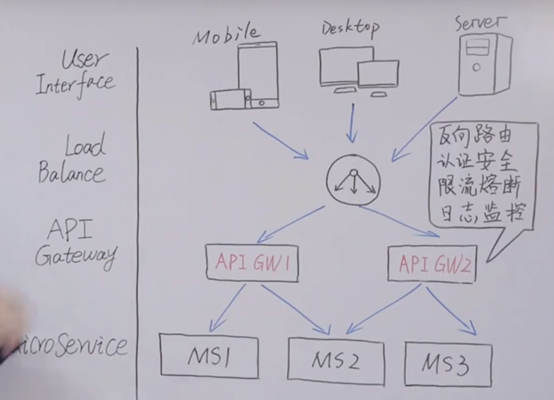 Mobile
Desktop
Server
User
Interface
Load
Balance
反向路由
认证安全
限流熔断
日志监控
API
Gateway
API GW1
API GW2
icroService
MS1
MS2
MS3